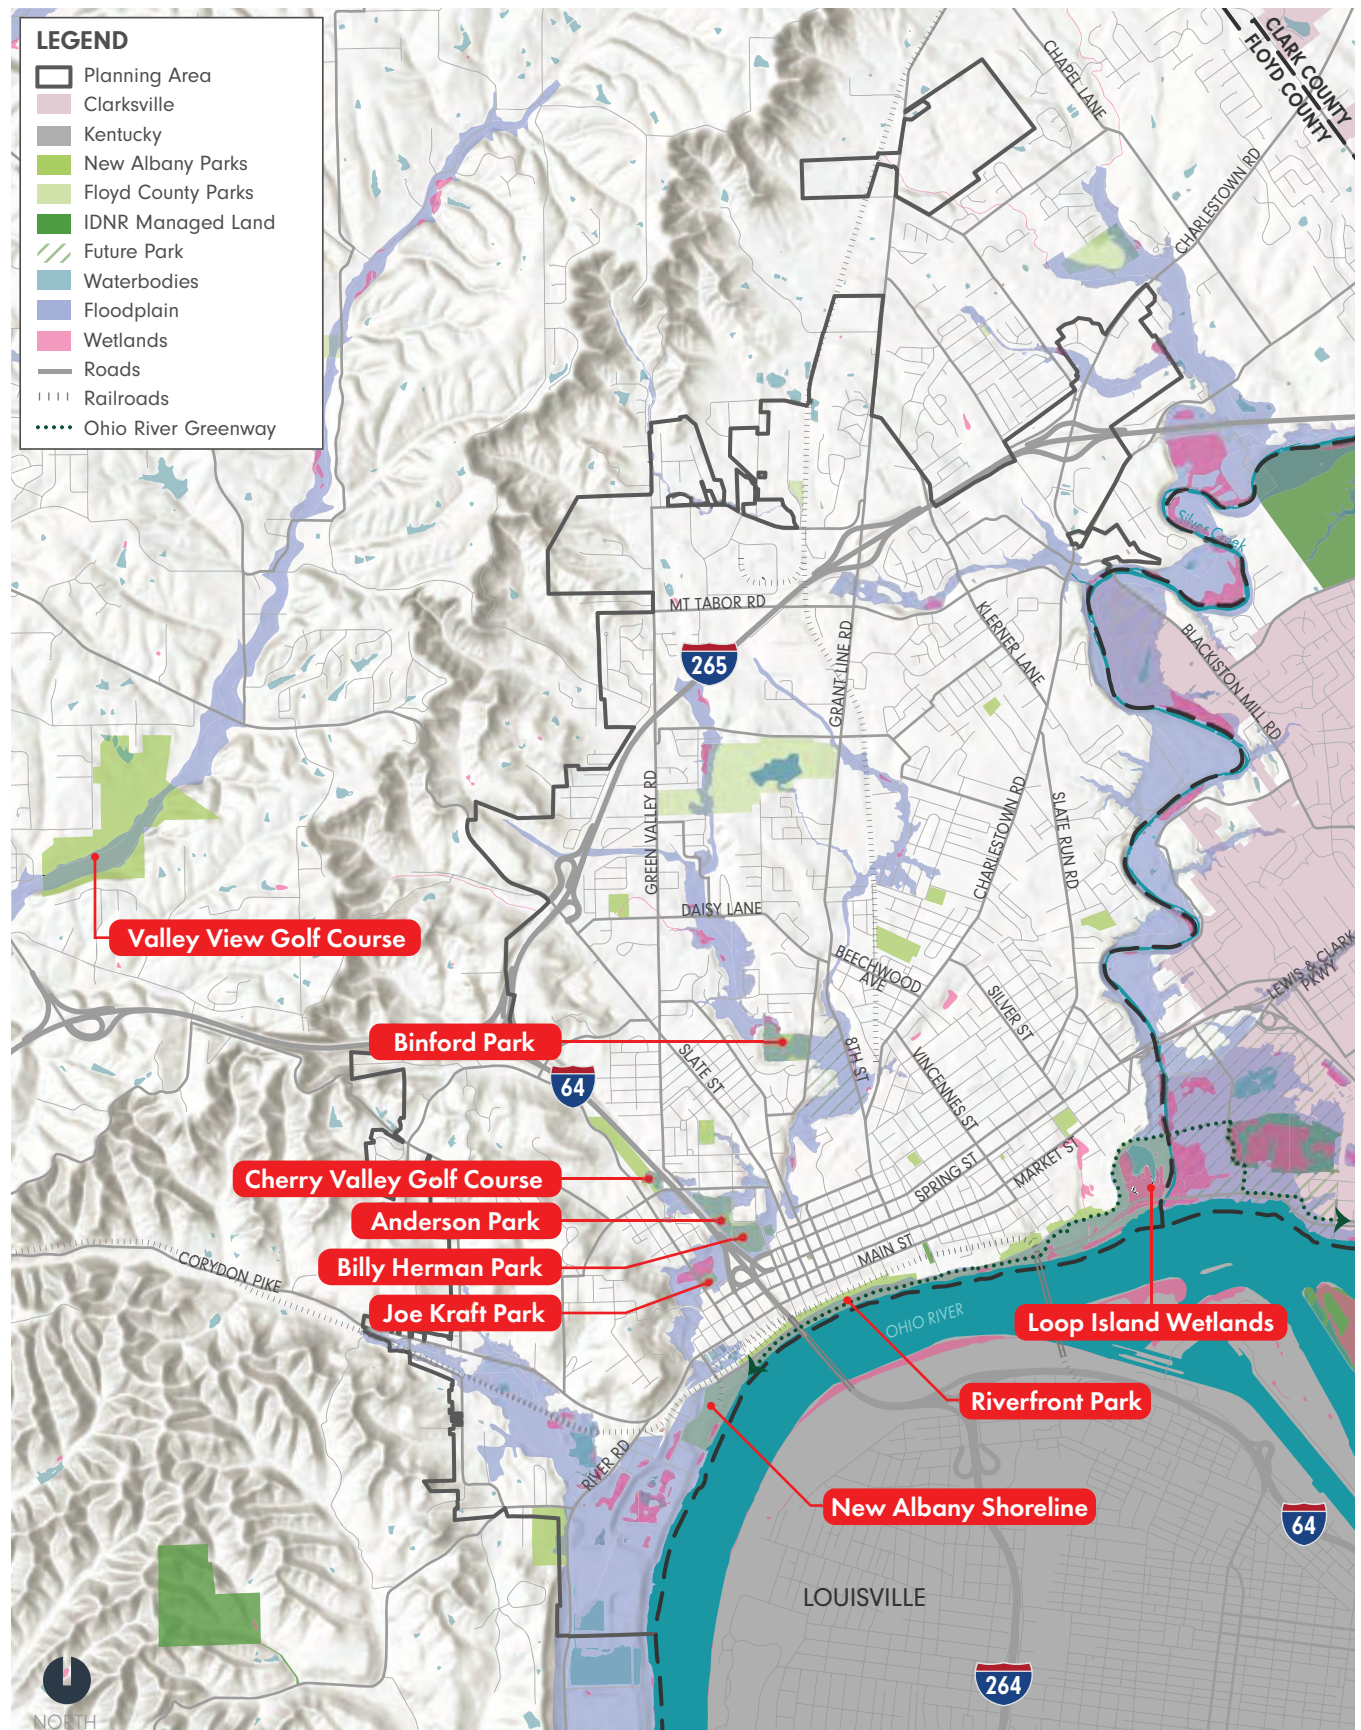 LEGEND
Planning Area
Clarksville
Kentucky
New Albany Parks
Floyd County Parks
IDNR Managed Land
Future Park
Waterbodies
Floodplain
Wetlands
Roads
Railroads
Ohio River Greenway
CLARK COUNTY
FLOYD COUNTY
CHAPEL LANE
CHARLESTOWN RD
Silver Creek
MT TABOR RD
KLERNER LANE
BLACKISTON MILL RD
265
GRANT LINE RD
GREEN VALLEY RD
CHARLESTOWN RD
SLATE RUN RD
DAISY LANE
Valley View Golf Course
BEECHWOOD
AVE
LEWIS & CLARK
PKWY
SILVER ST
Binford Park
8TH ST
SLATE ST
VINCENNES ST
64
MARKET ST
SPRING ST
Cherry Valley Golf Course
Anderson Park
MAIN ST
Billy Herman Park
CORYDON PIKE
Joe Kraft Park
OHIO RIVER
Loop Island Wetlands
Riverfront Park
RIVER RD
New Albany Shoreline
64
LOUISVILLE
264
NORTH